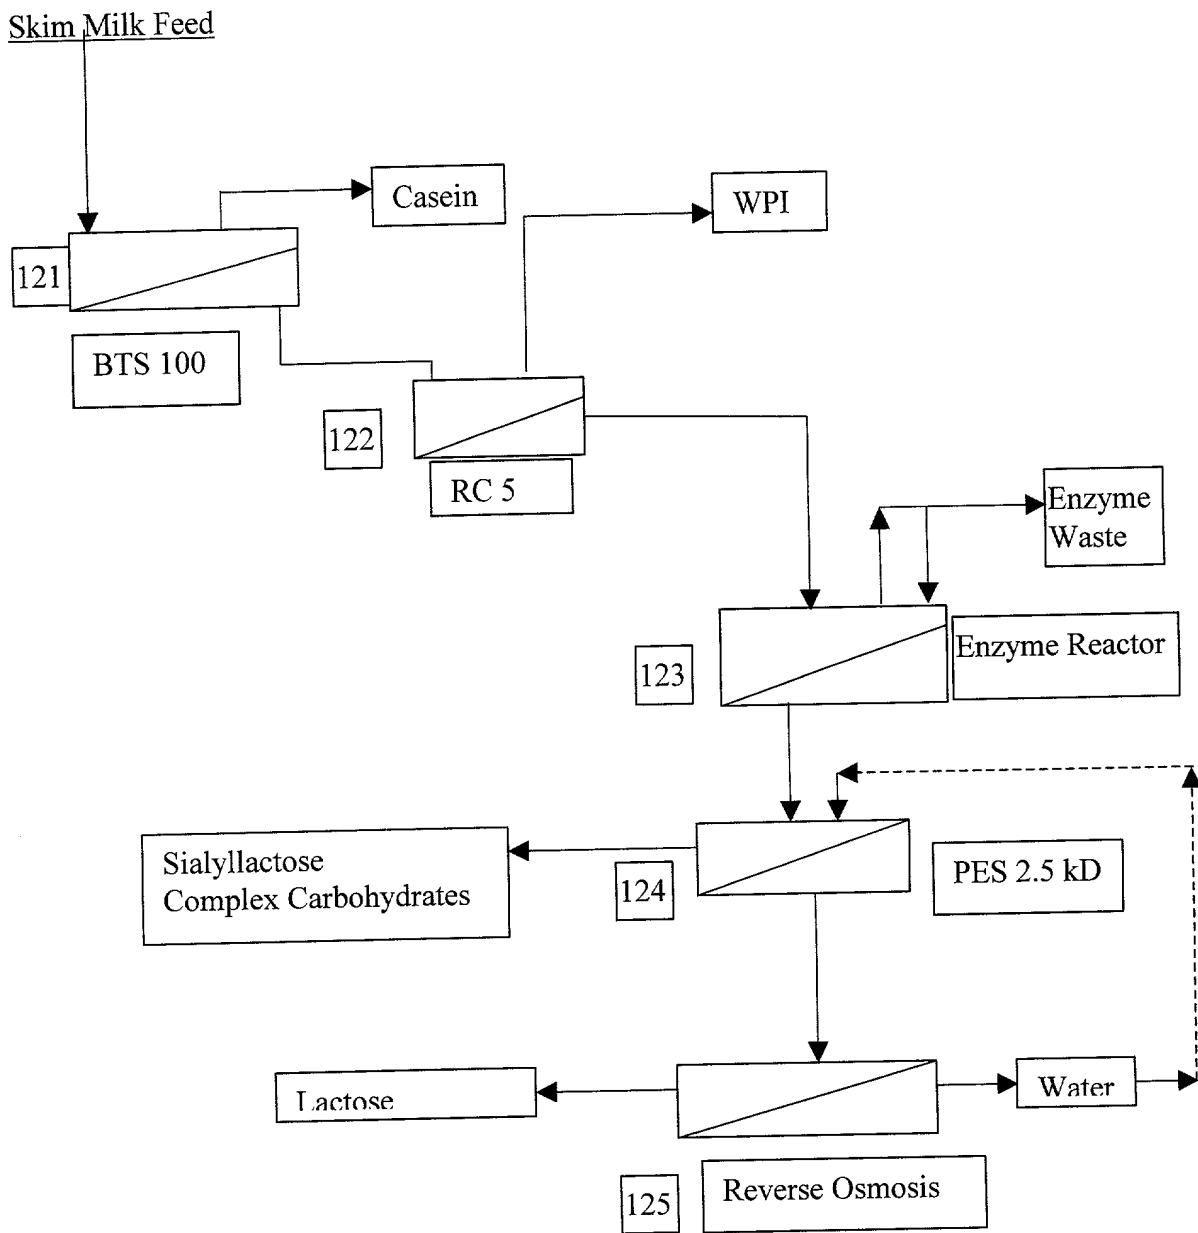 Skim Milk Feed
Casein
WPI
121
BTS 100
122
RC 5
Enzyme
Waste
Enzyme Reactor
123
Sialyllactose
Complex Carbohydrates
124
PES 2.5 kD
Lactose
Water
125
Reverse Osmosis